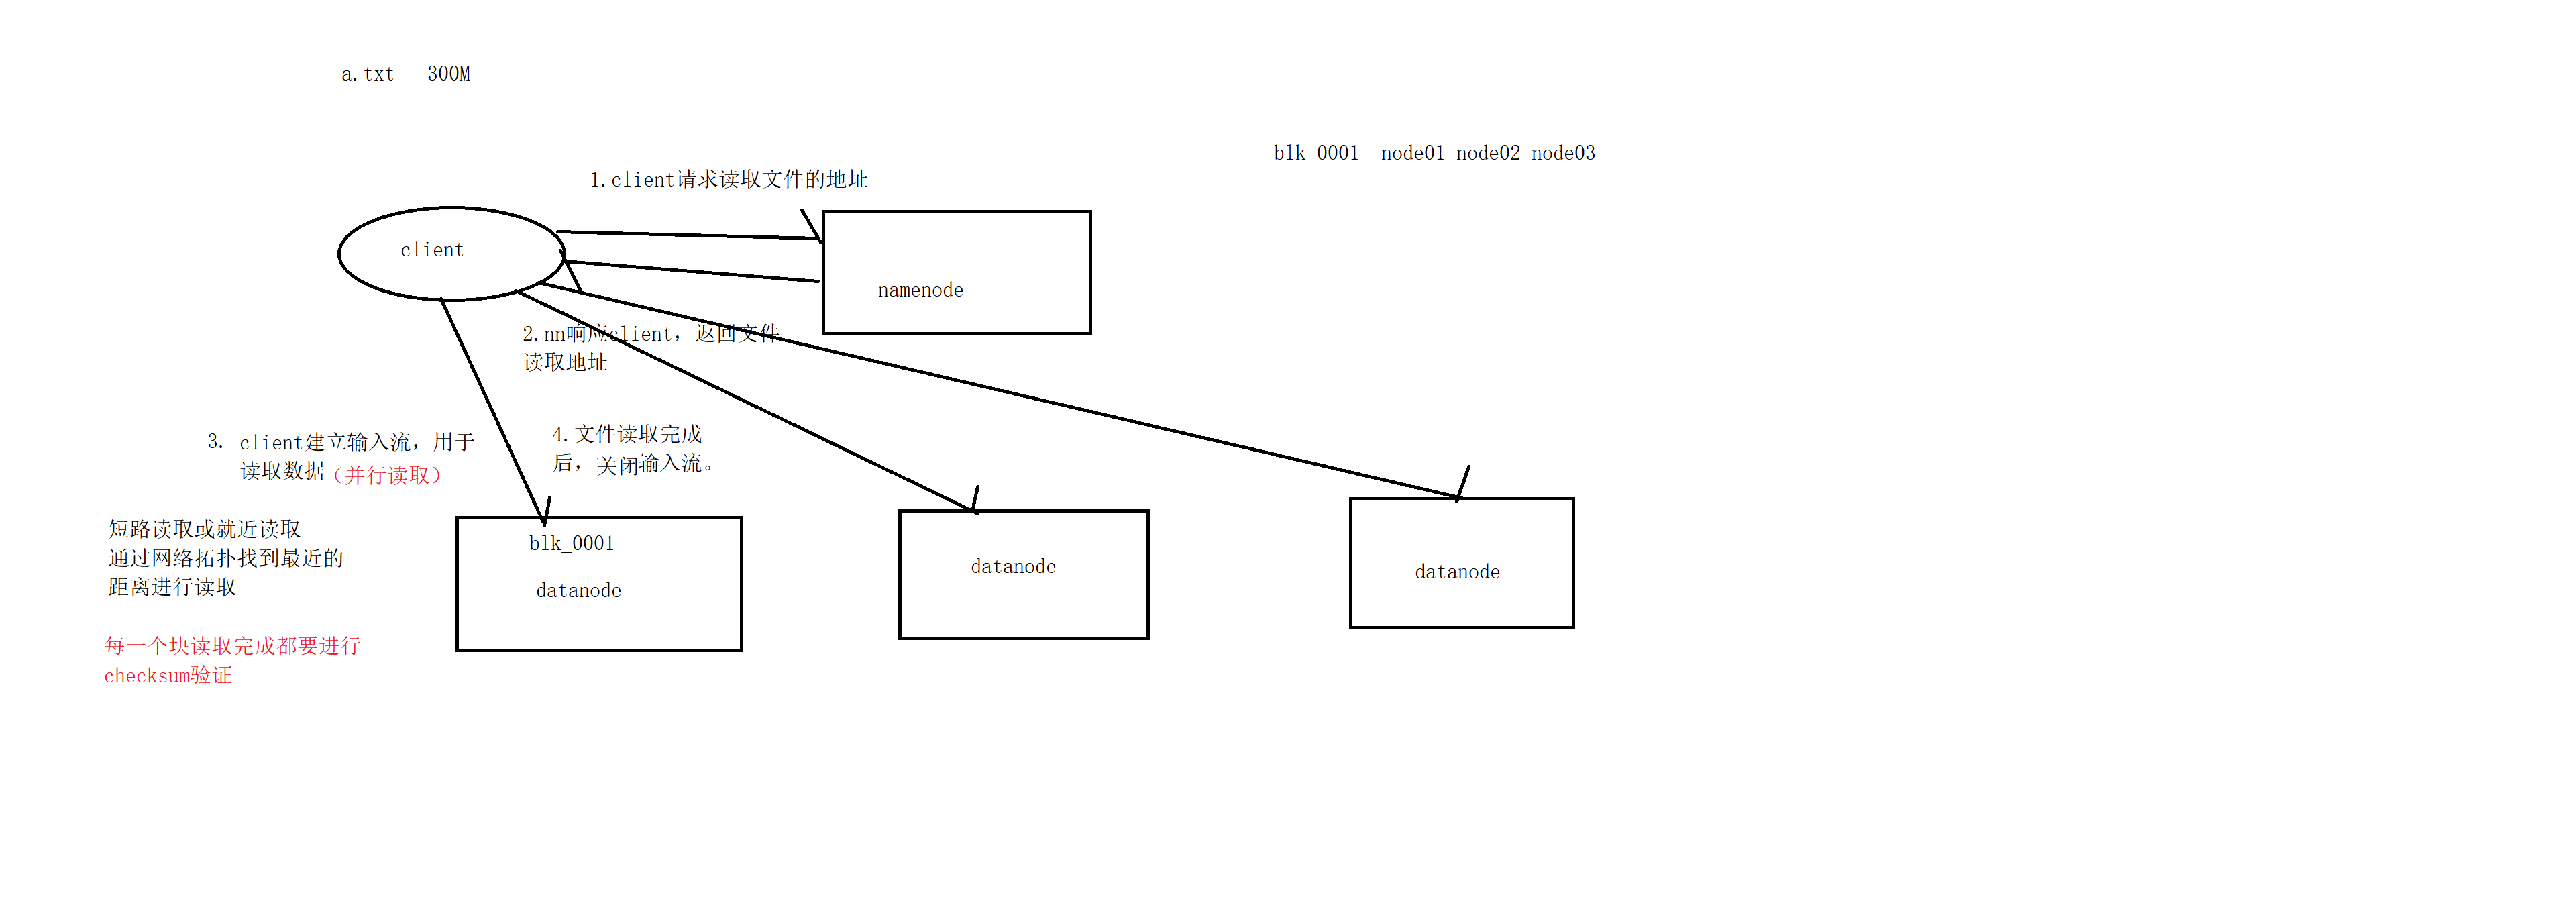 a.txt   300M
blk_0001  node01 node02 node03
1.client请求读取文件的地址
client
namenode
2.nn响应client，返回文件
读取地址
3. client建立输入流，用于
读取数据（并行读取）
4.文件读取完成
后，关闭输入流。
短路读取或就近读取
通过网络拓扑找到最近的
距离进行读取
每一个块读取完成都要进行
checksum验证
blk_0001
datanode
datanode
datanode